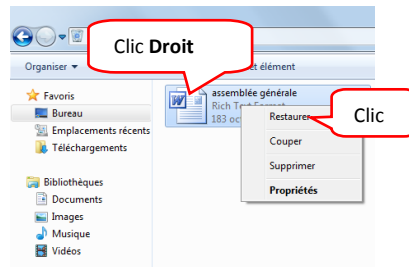 Clic Droit
Organiser
et élément
Favoris
Bureau
Emplacements récents
Téléchargements
Bibliothèques
Documents
Images
Musique
Vidéos
assemblée générale
Rich Text Format
183 oc
Restaurer
Couper
Supprimer
Propriétés
Clic